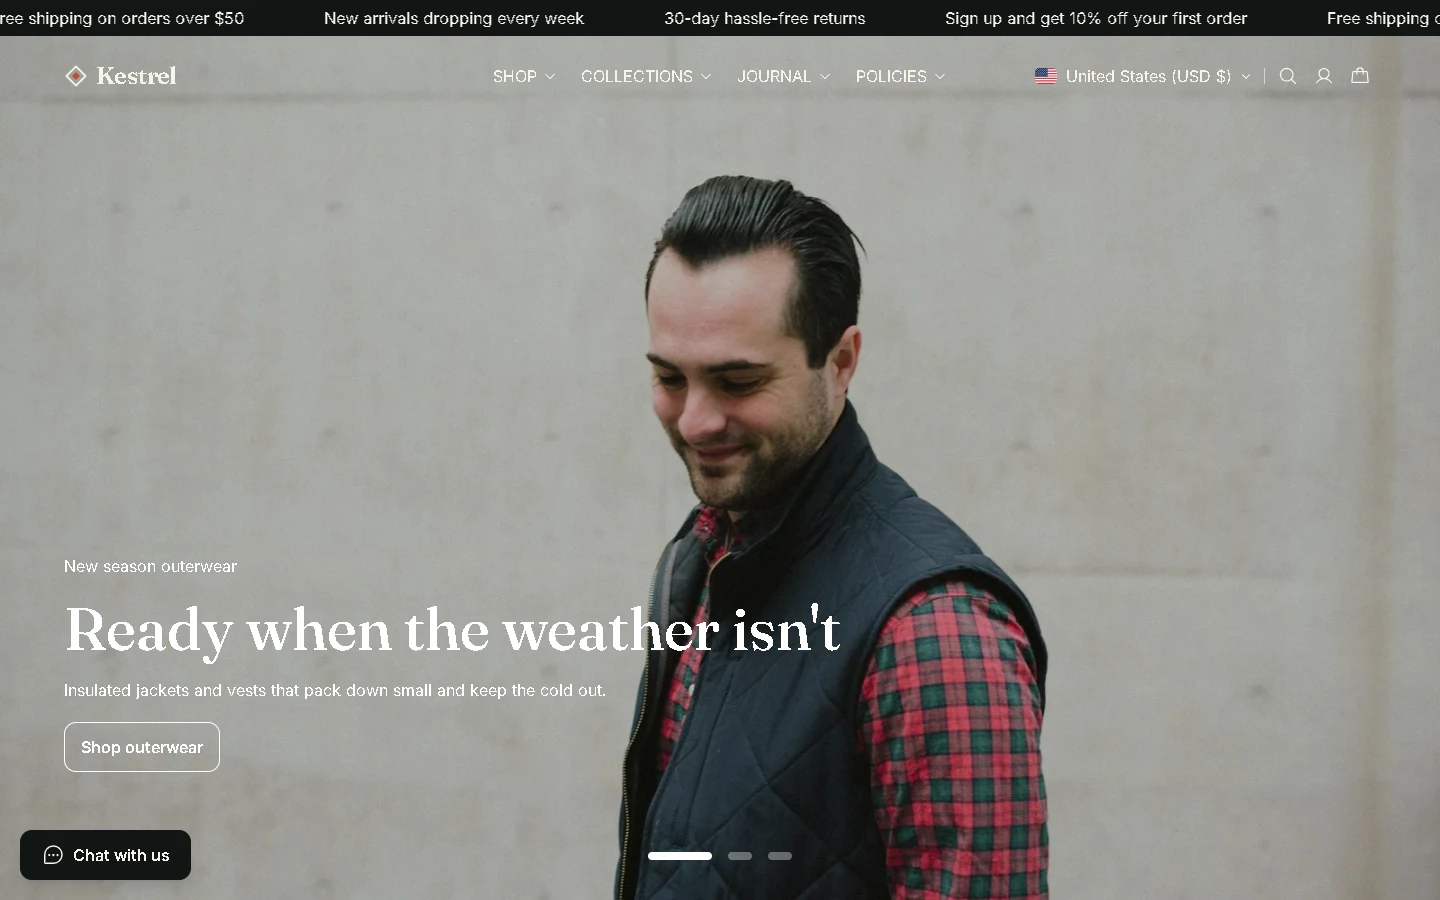 ree shipping on orders over $50 New arrivals dropping every week 30-day hassle-free returns Sign up and get 10% off your first order Free shipping
Kestrel SHOP COLLECTIONS JOURNAL POLICIES United States (USD $)
New season outerwear
Ready when the weather isn't
Insulated jackets and vests that pack down small and keep the cold out.
Shop outerwear
Chat with us